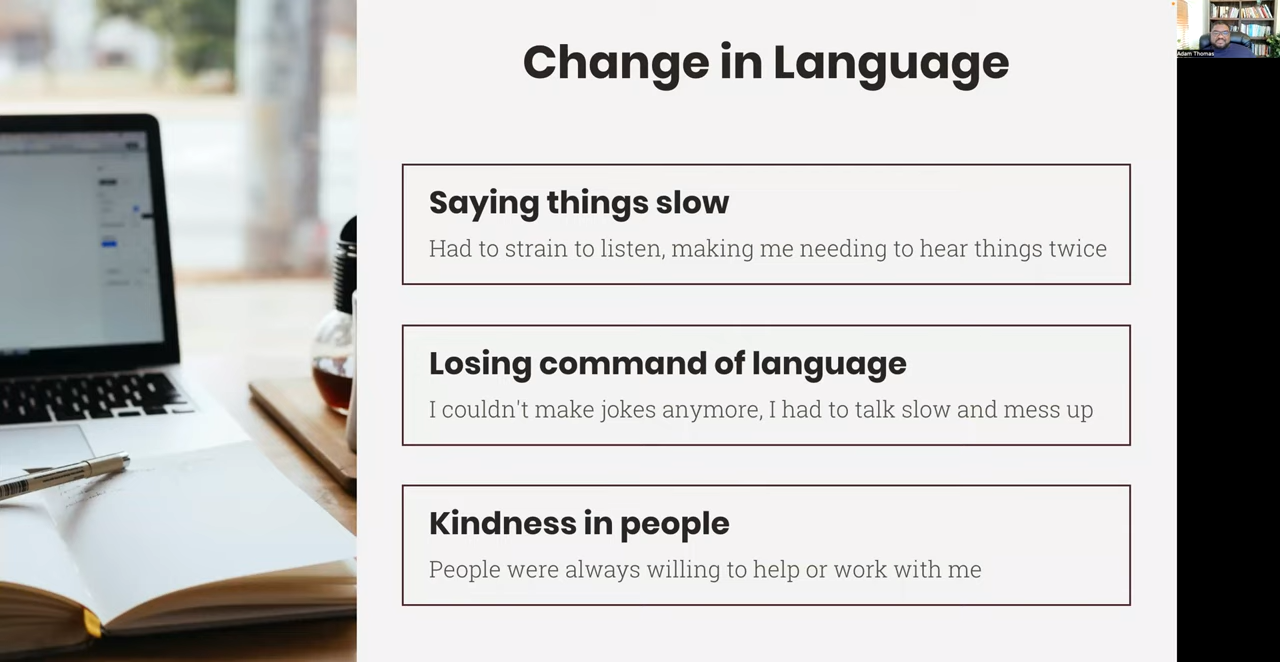 Change in Language
Saying things slow
Had to strain to listen, making me needing to hear things twice
Losing command of language
I couldn't make jokes anymore, I had to talk slow and mess up
Kindness in people
People were always willing to help or work with me
Adam Thomas